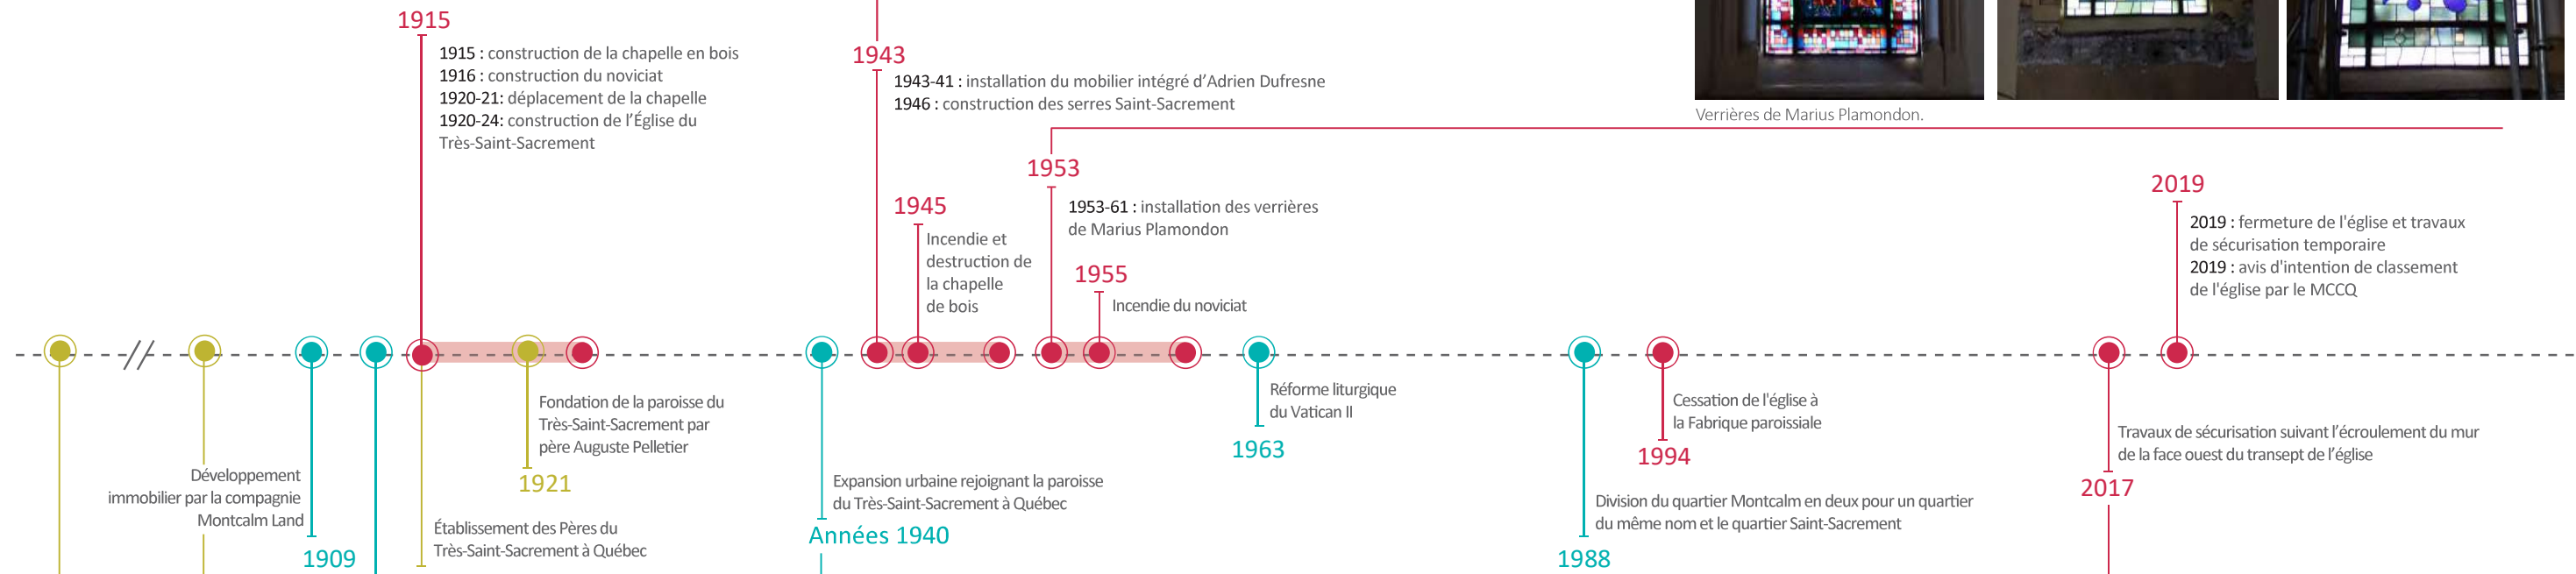 1915
1915 : construction de la chapelle en bois
1916 : construction du noviciat
1920-21: déplacement de la chapelle
1920-24: construction de l'Église du
Très-Saint-Sacrement
1943
1943-41 : installation du mobilier intégré d'Adrien Dufresne
1946 : construction des serres Saint-Sacrement
Verrières de Marius Plamondon.
1945
Incendie et
destruction de
la chapelle
de bois
1953
1953-61 : installation des verrières
de Marius Plamondon
1955
Incendie du noviciat
2019
2019 : fermeture de l'église et travaux
de sécurisation temporaire
2019 : avis d'intention de classement
de l'église par le MCCQ
Développement
immobilier par la compagnie
Montcalm Land
1909
Établissement des Pères du
Très-Saint-Sacrement à Québec
Fondation de la paroisse du
Très-Saint-Sacrement par
père Auguste Pelletier
1921
Expansion urbaine rejoignant la paroisse
du Très-Saint-Sacrement à Québec
Années 1940
Réforme liturgique
du Vatican II
1963
Division du quartier Montcalm en deux pour un quartier
du même nom et le quartier Saint-Sacrement
1988
Cessation de l'église à
la Fabrique paroissiale
1994
Travaux de sécurisation suivant l'écroulement du mur
de la face ouest du transept de l'église
2017